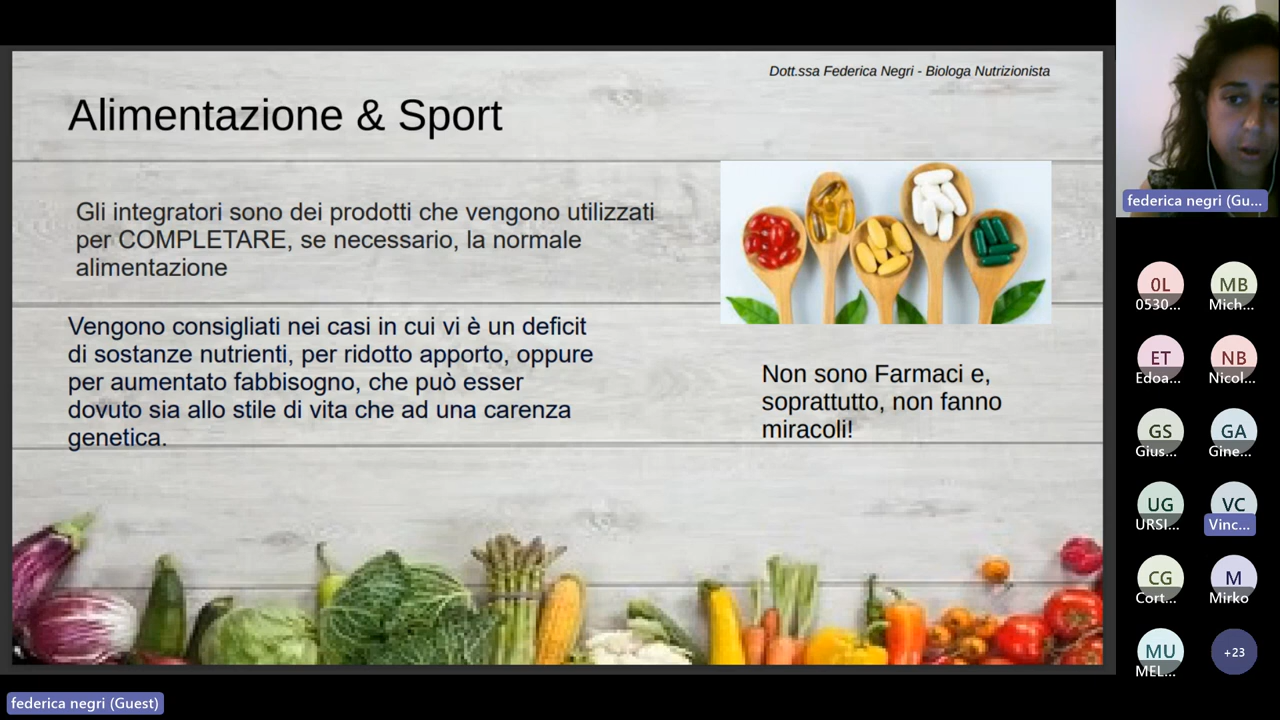 Dott.ssa Federica Negri - Biologa Nutrizionista
Alimentazione & Sport
Gli integratori sono dei prodotti che vengono utilizzati
per COMPLETARE, se necessario, la normale
alimentazione
Vengono consigliati nei casi in cui vi è un deficit
di sostanze nutrienti, per ridotto apporto, oppure
per aumentato fabbisogno, che può esser
dovuto sia allo stile di vita che ad una carenza
genetica.
Non sono Farmaci e,
soprattutto, non fanno
miracoli!
federica negri (Gu...
0L
0530...
MB
Mich...
ET
Edoa...
NB
Nicol...
GS
Gius...
GA
Gine...
UG
URSI...
VC
Vinc...
CG
Cort...
M
Mirko
MU
MEL...
+23
federica negri (Guest)